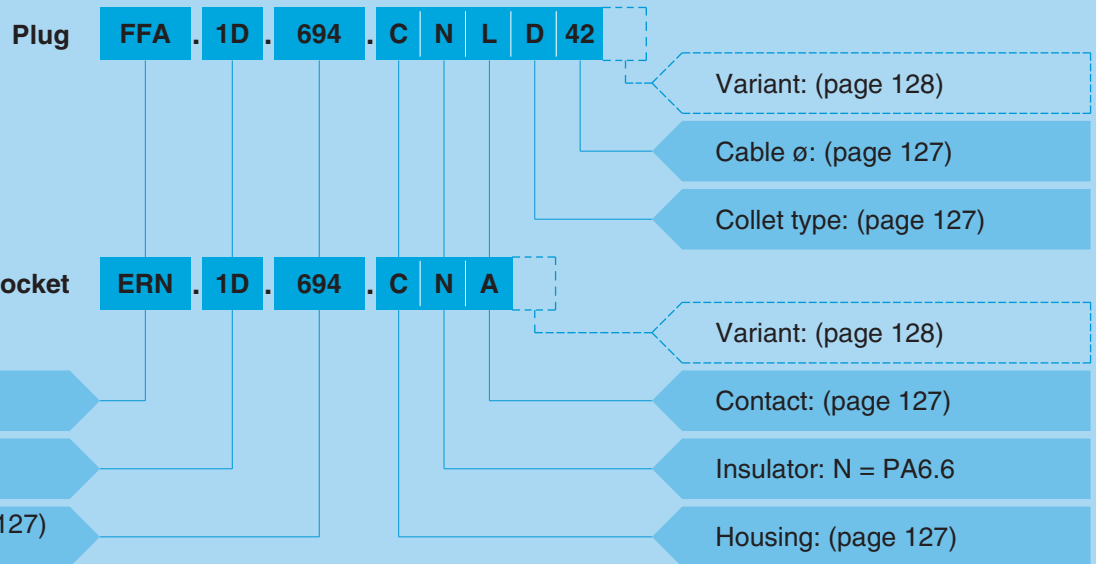 Plug FFA . 1D . 694 . C N L D 42
Variant: (page 128)
Cable ø: (page 127)
Collet type: (page 127)
ocket ERN . 1D . 694 . C N A
Variant: (page 128)
Contact: (page 127)
Insulator: N = PA6.6
127)
Housing: (page 127)